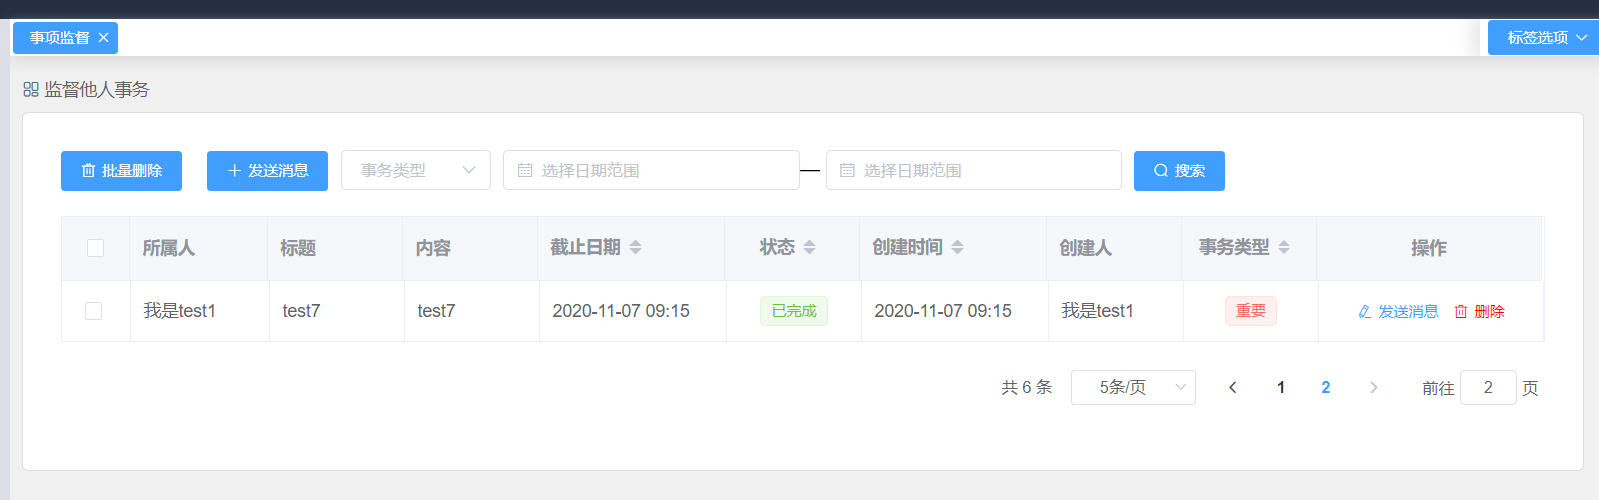 事项监督
标签选项
监督他人事务
批量删除 发送消息 事务类型 选择日期范围 — 选择日期范围 搜索
所属人 标题 内容 截止日期 状态 创建时间 创建人 事务类型 操作
我是test1 test7 test7 2020-11-07 09:15 已完成 2020-11-07 09:15 我是test1 重要 发送消息 删除
共 6 条 5条/页 1 2 前往 2 页